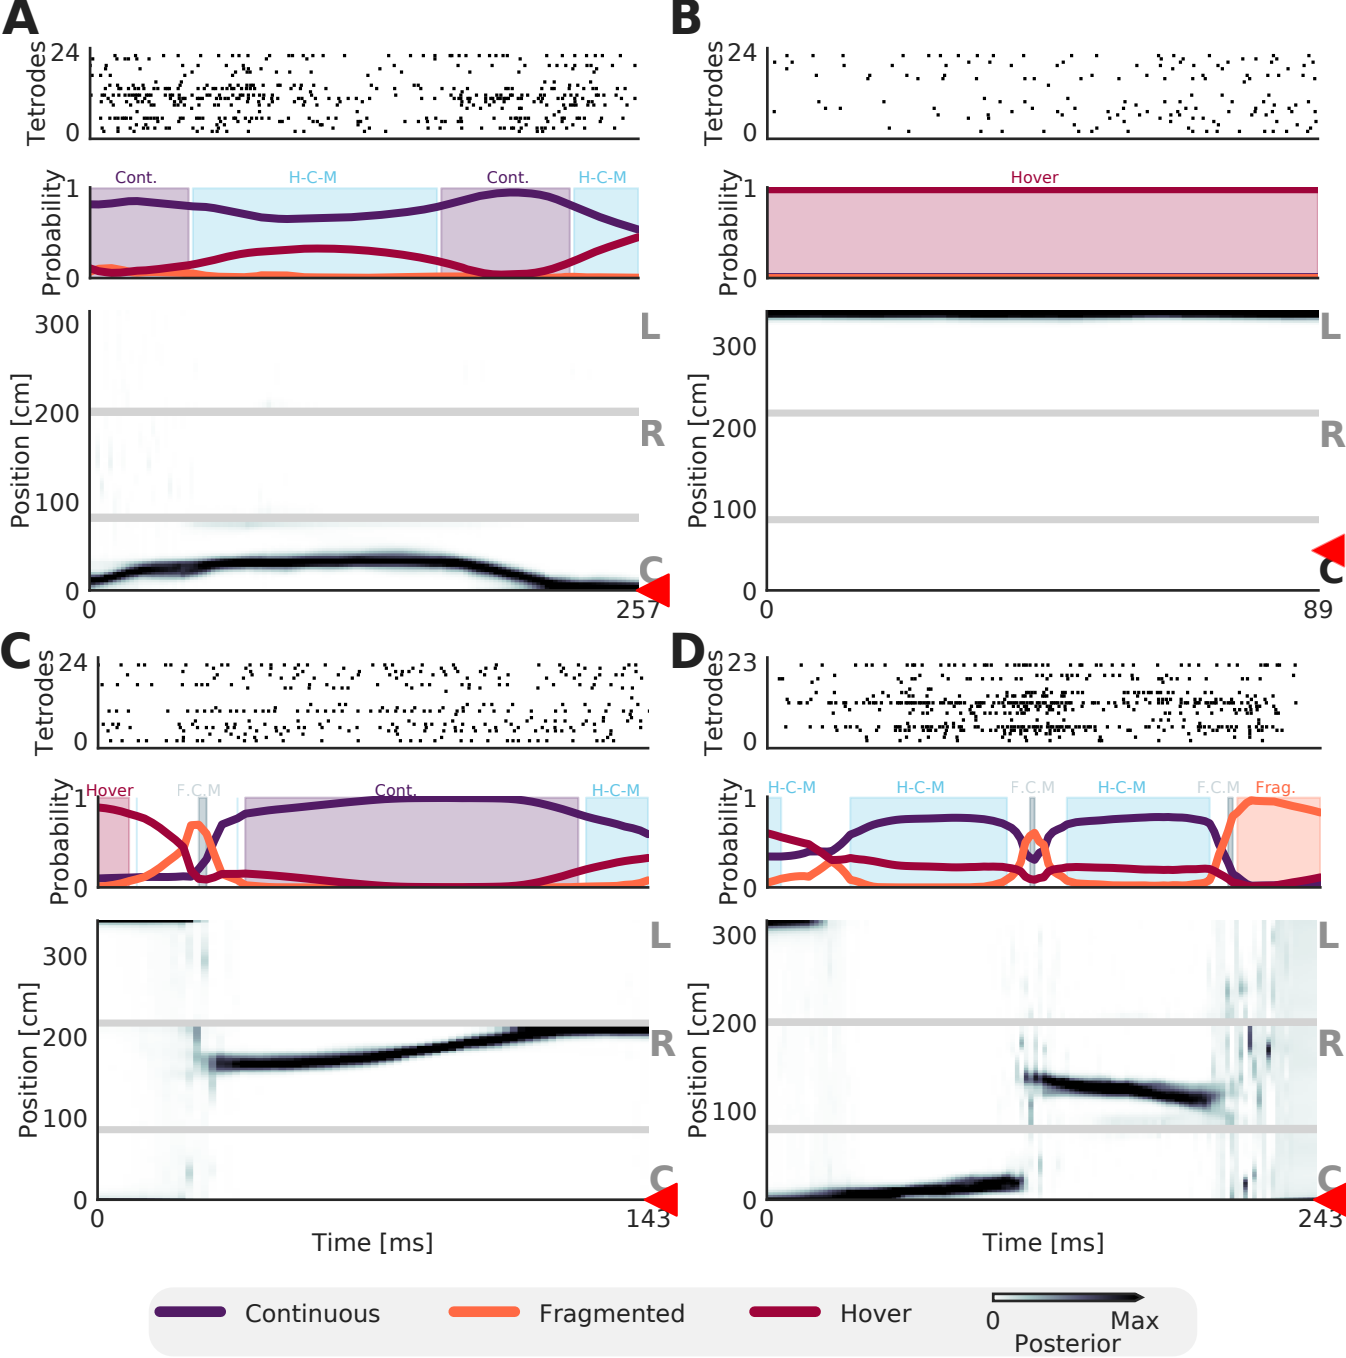 A
B
Tetrodes
24
0
Tetrodes
24
0
Cont.
H-C-M
Cont.
H-C-M
Hover
Probability
1
0
Probability
1
0
Position [cm]
300
200
100
0
L
R
C
0
257
Position [cm]
300
200
100
0
L
R
C
0
89
C
D
Tetrodes
24
0
Tetrodes
23
0
Hover
F.C.M
Cont.
H-C-M
H-C-M
H-C-M
F.C.M
H-C-M
F.C.M
Frag.
Probability
1
0
Probability
1
0
Position [cm]
300
200
100
0
L
R
C
0
143
Time [ms]
Position [cm]
300
200
100
0
L
R
C
0
243
Time [ms]
Continuous
Fragmented
Hover
0
Max
Posterior